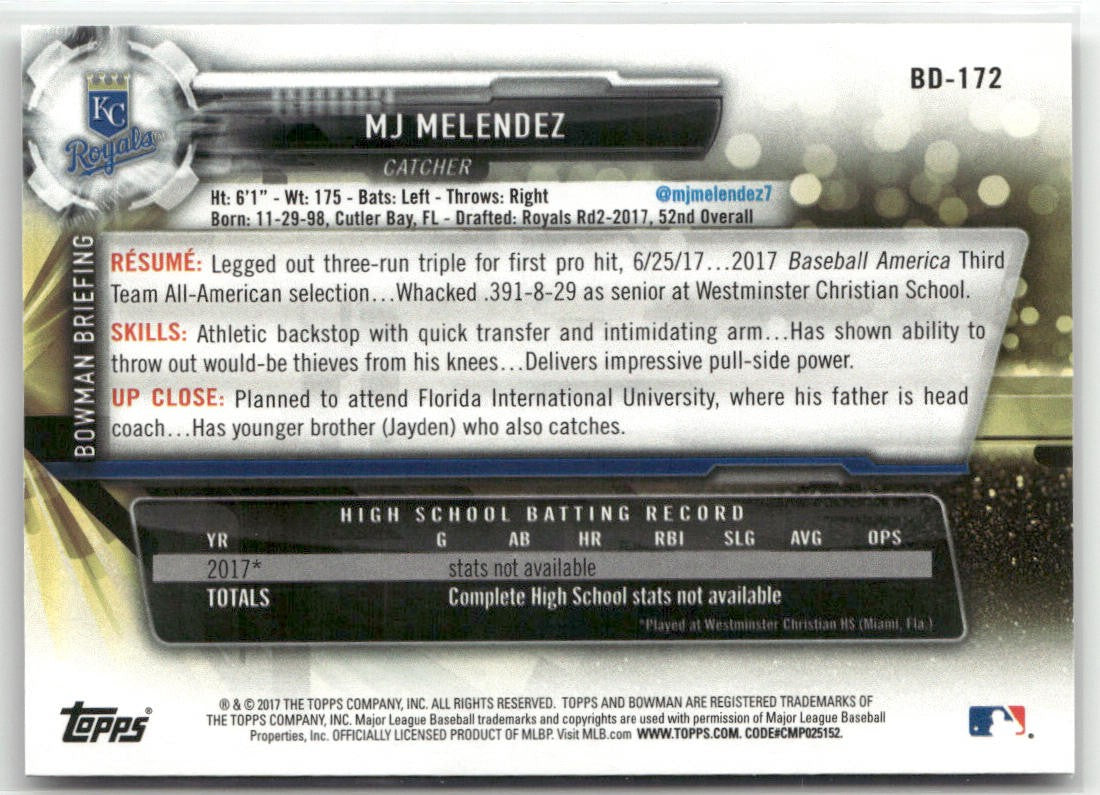 BD-172
KC
Royals
MJ MELENDEZ
CATCHER
Ht: 6'1" - Wt: 175 - Bats: Left - Throws: Right @mjmelendez7
Born: 11-29-98, Cutler Bay, FL - Drafted: Royals Rd2-2017, 52nd Overall
BOWMAN BRIEFING
RÉSUMÉ: Legged out three-run triple for first pro hit, 6/25/17...2017 Baseball America Third
Team All-American selection...Whacked .391-8-29 as senior at Westminster Christian School.
SKILLS: Athletic backstop with quick transfer and intimidating arm...Has shown ability to
throw out would-be thieves from his knees...Delivers impressive pull-side power.
UP CLOSE: Planned to attend Florida International University, where his father is head
coach...Has younger brother (Jayden) who also catches.
HIGH SCHOOL BATTING RECORD
YR G AB HR RBI SLG AVG OPS
2017* stats not available
TOTALS Complete High School stats not available
*Played at Westminster Christian HS (Miami, Fla.)
TOPPS®
® & © 2017 THE TOPPS COMPANY, INC. ALL RIGHTS RESERVED. TOPPS AND BOWMAN ARE REGISTERED TRADEMARKS OF
THE TOPPS COMPANY, INC. Major League Baseball trademarks and copyrights are used with permission of Major League Baseball
Properties, Inc. OFFICIALLY LICENSED PRODUCT OF MLBP. Visit MLB.com WWW.TOPPS.COM. CODE#CMP025152.